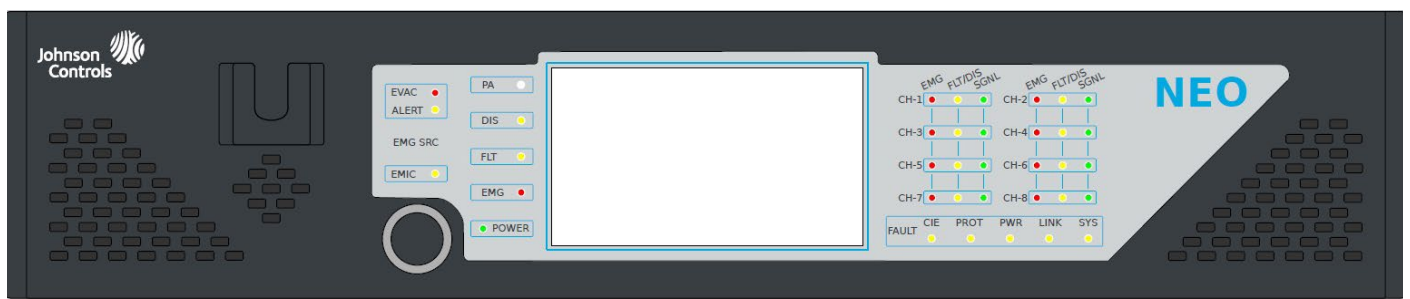 Johnson
Controls
EVAC
ALERT
EMG SRC
EMIC
PA
DIS
FLT
EMG
POWER
EMG FLT/DIS SGNL EMG FLT/DIS SGNL
CH-1 CH-2
CH-3 CH-4
CH-5 CH-6
CH-7 CH-8
FAULT CIE PROT PWR LINK SYS
NEO